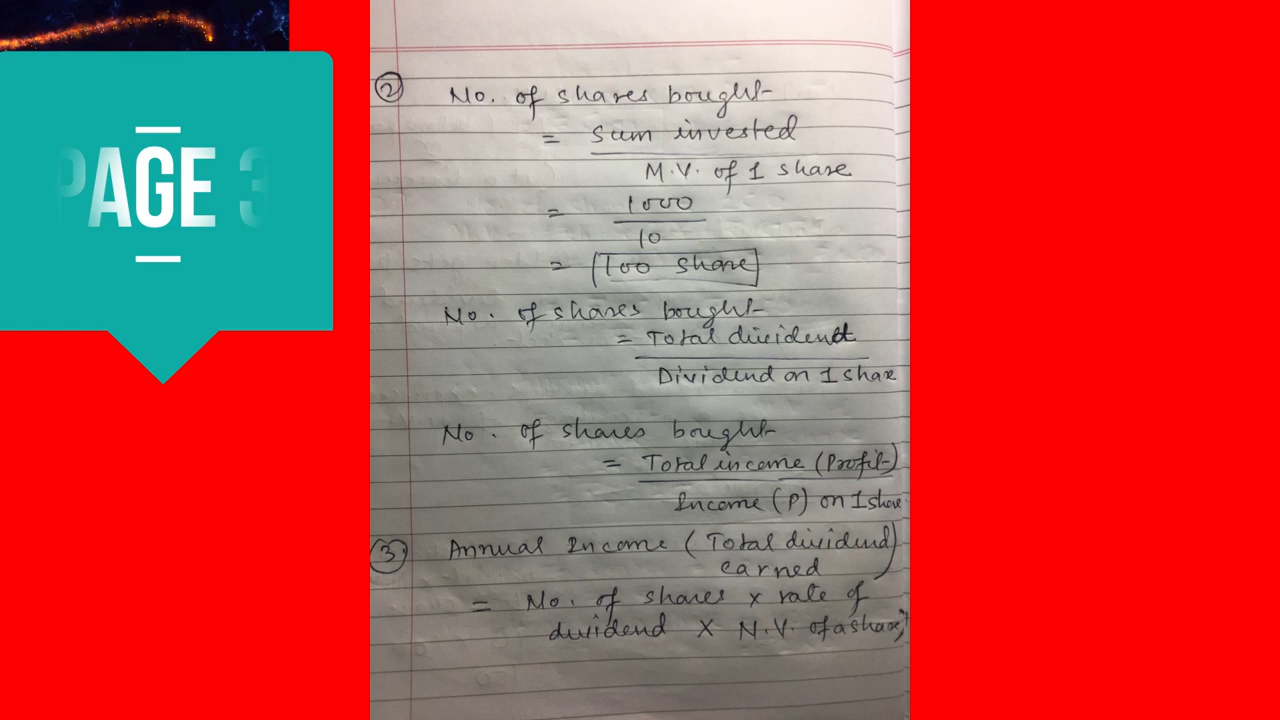 PAGE 3
② No. of shares bought
= Sum invested
M.V. of 1 share
= 1000
10
= 100 share
No. of shares bought
= Total dividend
Dividend on 1 share
No. of shares bought
= Total income (Profit)
Income (P) on 1 share
③ Annual Income (Total dividend
earned)
= No. of shares x rate of
dividend X N.V. of a share